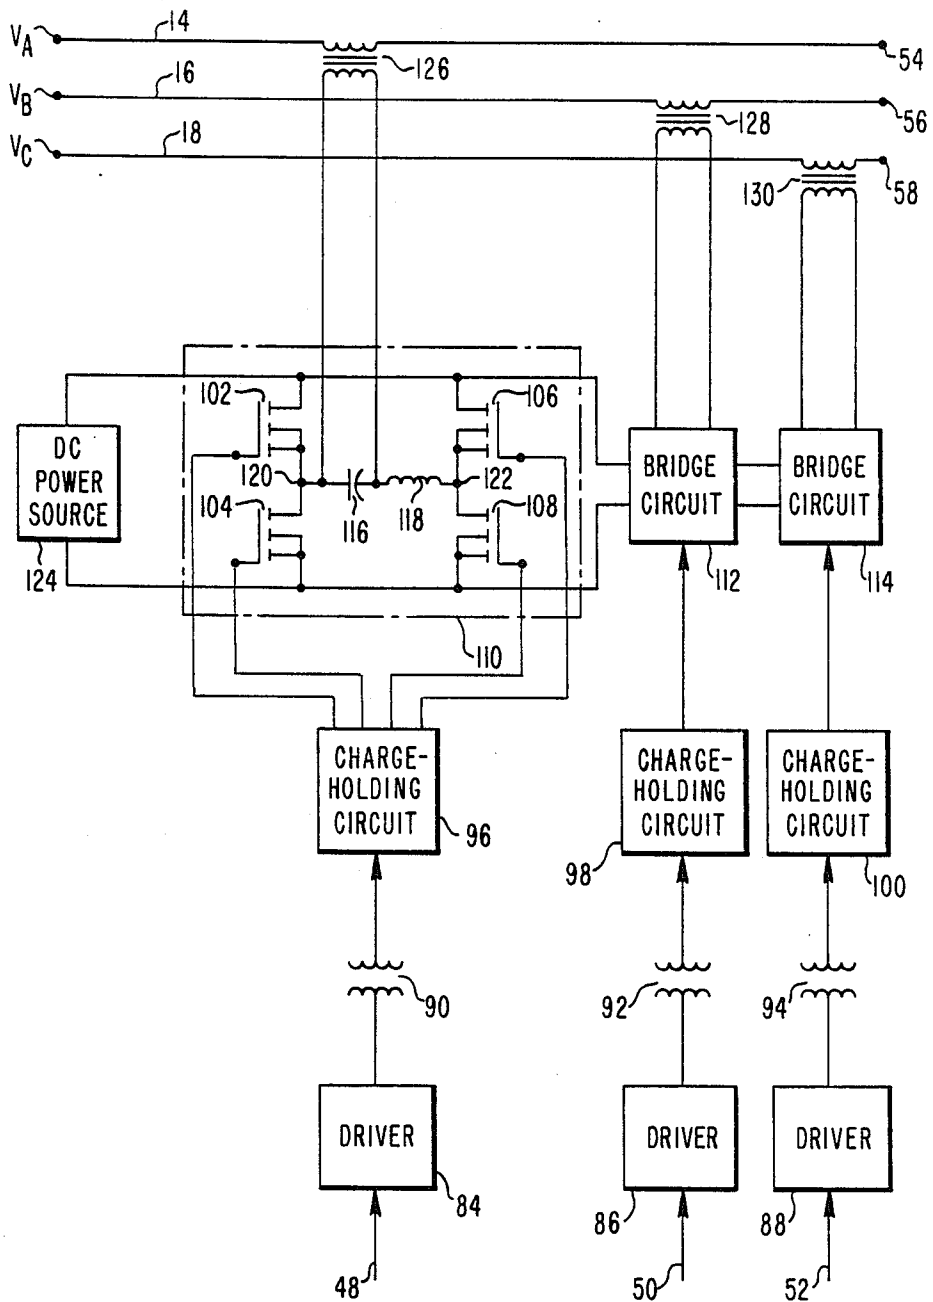 VA
14
126
54
VB
16
128
56
VC
18
130
58
102
106
DC
POWER
SOURCE
124
120
116
118
122
104
108
110
BRIDGE
CIRCUIT
112
BRIDGE
CIRCUIT
114
CHARGE-
HOLDING
CIRCUIT
96
CHARGE-
HOLDING
CIRCUIT
98
CHARGE-
HOLDING
CIRCUIT
100
90
92
94
DRIVER
84
DRIVER
86
DRIVER
88
48
50
52